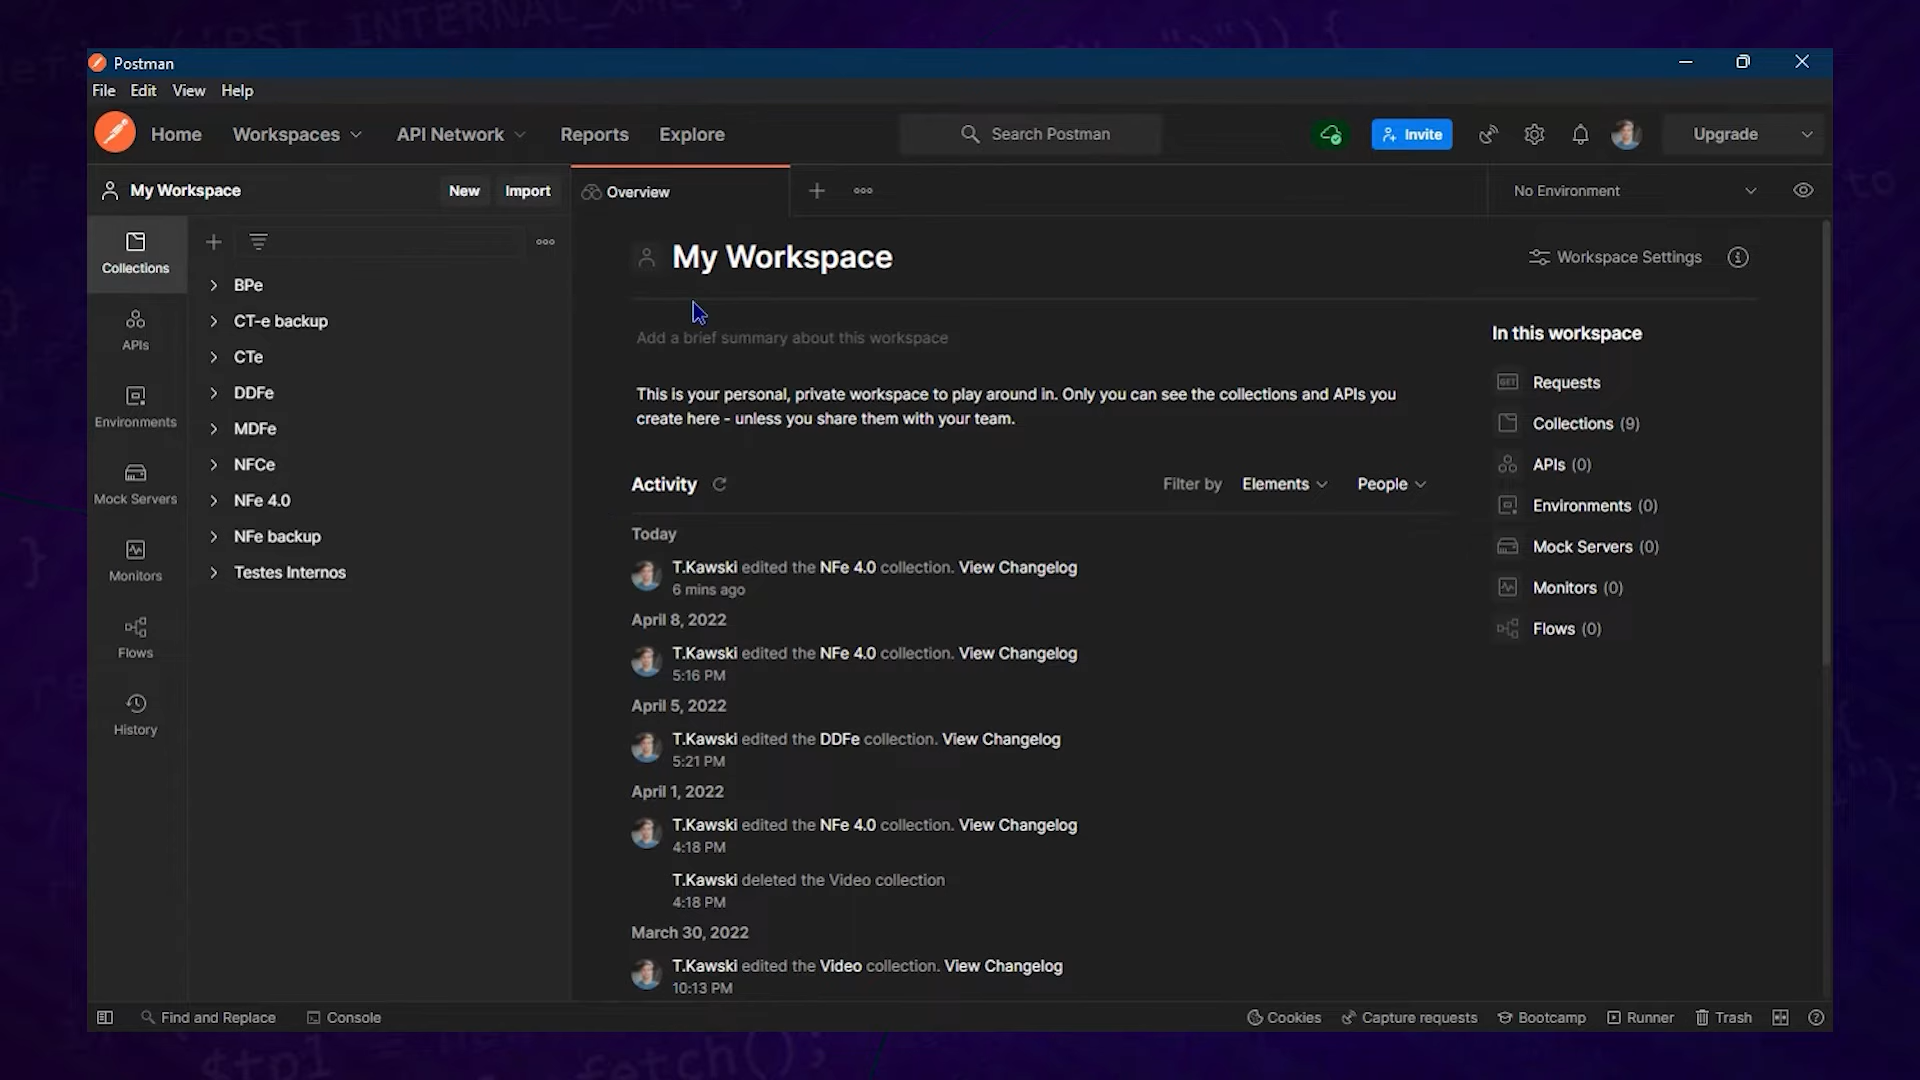 Postman
File Edit View Help
Home Workspaces API Network Reports Explore Search Postman Invite Upgrade
My Workspace New Import Overview No Environment
Collections
APIs
Environments
Mock Servers
Monitors
Flows
History
BPe
CT-e backup
CTe
DDFe
MDFe
NFCe
NFe 4.0
NFe backup
Testes Internos
My Workspace
Workspace Settings
Add a brief summary about this workspace
This is your personal, private workspace to play around in. Only you can see the collections and APIs you
create here - unless you share them with your team.
Activity Filter by Elements People
Today
T.Kawski edited the NFe 4.0 collection. View Changelog
6 mins ago
April 8, 2022
T.Kawski edited the NFe 4.0 collection. View Changelog
5:16 PM
April 5, 2022
T.Kawski edited the DDFe collection. View Changelog
5:21 PM
April 1, 2022
T.Kawski edited the NFe 4.0 collection. View Changelog
4:18 PM
T.Kawski deleted the Video collection
4:18 PM
March 30, 2022
T.Kawski edited the Video collection. View Changelog
10:13 PM
In this workspace
GET Requests
Collections (9)
APIs (0)
Environments (0)
Mock Servers (0)
Monitors (0)
Flows (0)
Find and Replace Console Cookies Capture requests Bootcamp Runner Trash